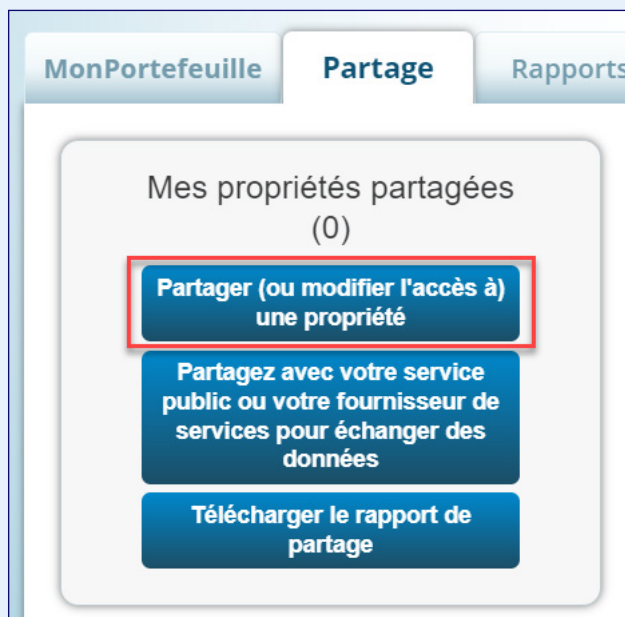 MonPortefeuille Partage Rapports
Mes propriétés partagées
(0)
Partager (ou modifier l'accès à)
une propriété
Partagez avec votre service
public ou votre fournisseur de
services pour échanger des
données
Télécharger le rapport de
partage